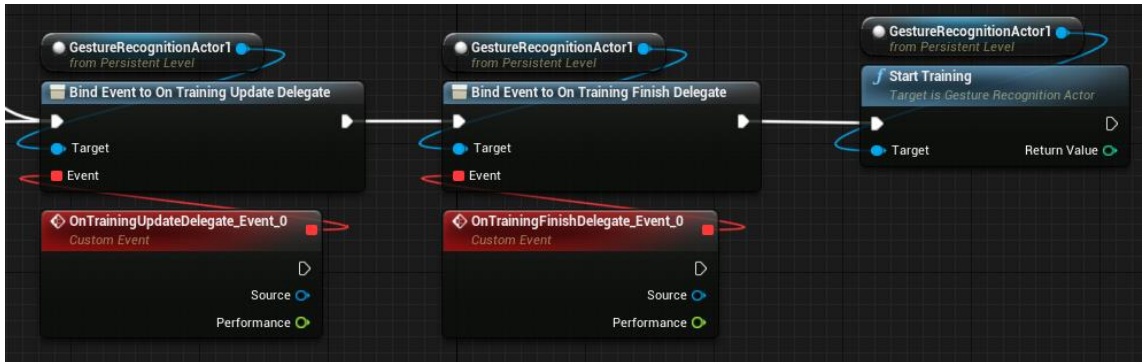 GestureRecognitionActor1
from Persistent Level
Bind Event to On Training Update Delegate
Target
Event
OnTrainingUpdateDelegate_Event_0
Custom Event
Source
Performance
GestureRecognitionActor1
from Persistent Level
Bind Event to On Training Finish Delegate
Target
Event
OnTrainingFinishDelegate_Event_0
Custom Event
Source
Performance
GestureRecognitionActor1
from Persistent Level
f Start Training
Target is Gesture Recognition Actor
Target Return Value